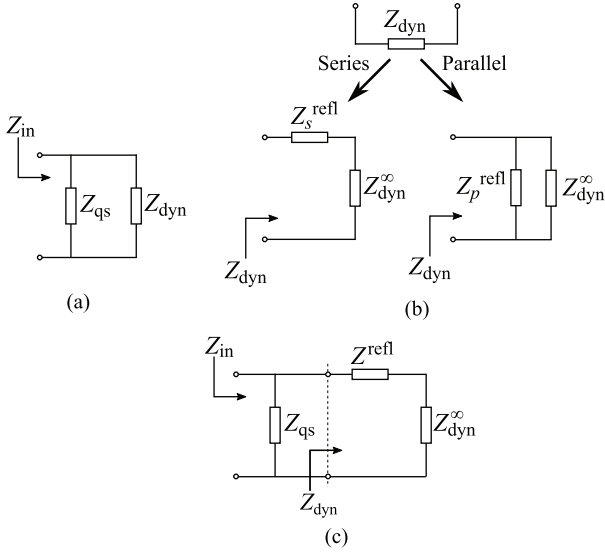 Z_dyn
Series
Parallel
Z_in
Z_qs
Z_dyn
(a)
Z_s^refl
Z_dyn^∞
Z_dyn
Z_p^refl
Z_dyn^∞
Z_dyn
(b)
Z_in
Z_qs
Z^refl
Z_dyn^∞
Z_dyn
(c)